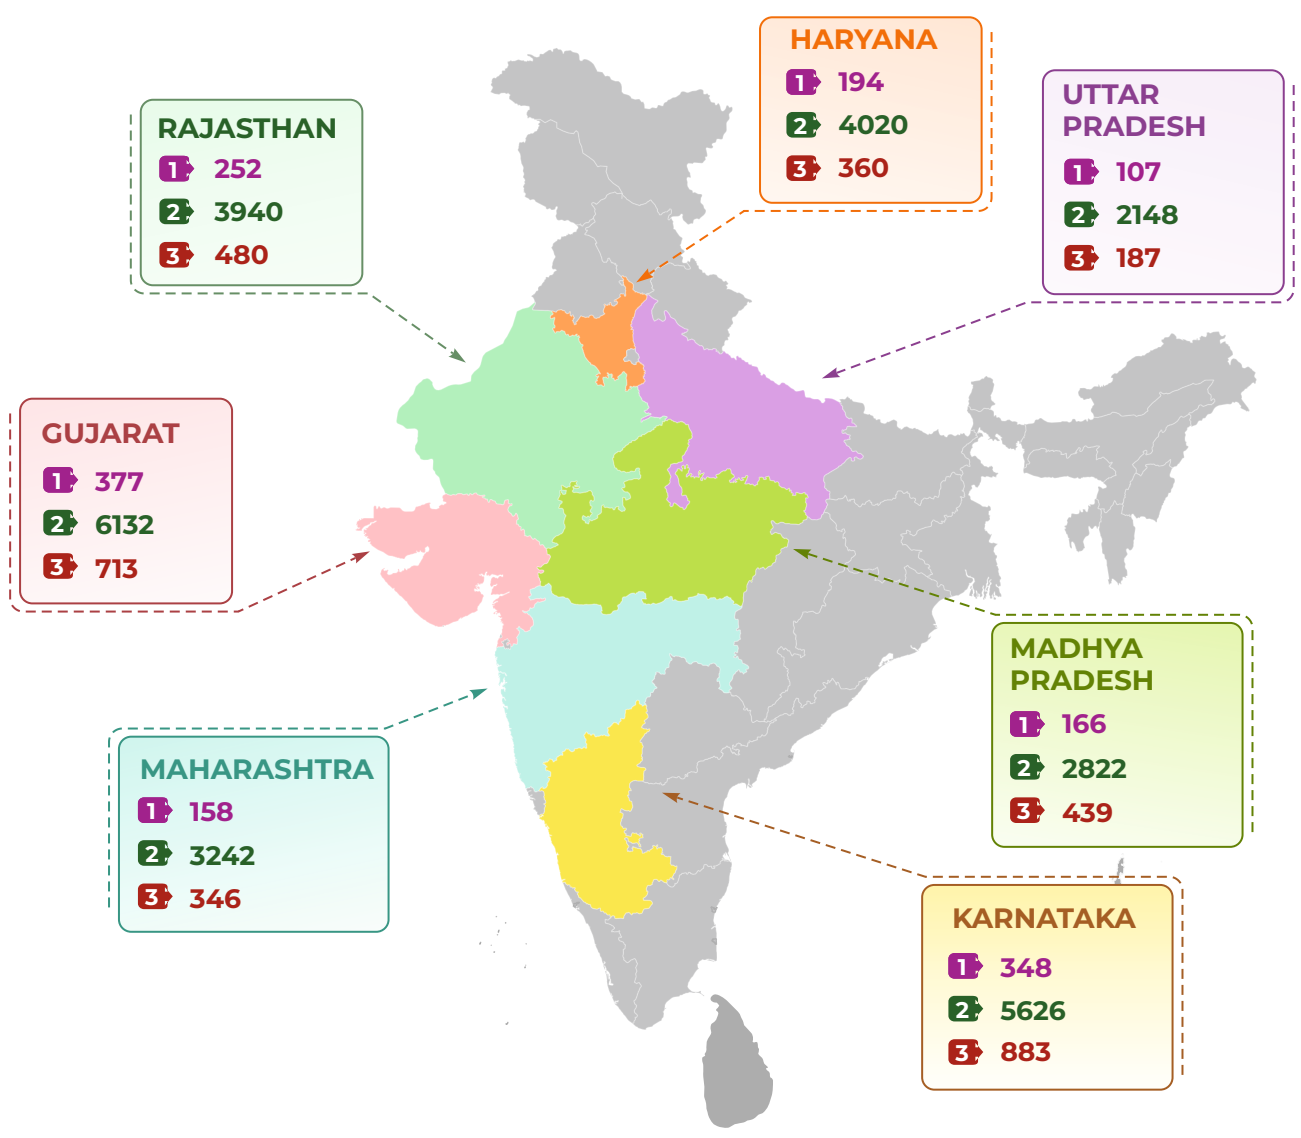 HARYANA
1 194
2 4020
3 360
UTTAR
PRADESH
1 107
2 2148
3 187
RAJASTHAN
1 252
2 3940
3 480
GUJARAT
1 377
2 6132
3 713
MADHYA
PRADESH
1 166
2 2822
3 439
MAHARASHTRA
1 158
2 3242
3 346
KARNATAKA
1 348
2 5626
3 883